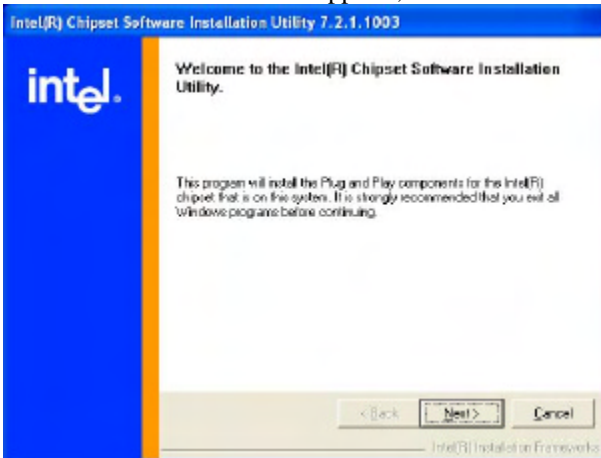 Intel(R) Chipset Software Installation Utility 7.2.1.1003
intel.
Welcome to the Intel(R) Chipset Software Installation
Utility.
This program will install the Plug and Play components for the Intel(R)
chipset that is on this system. It is strongly recommended that you exit all
Windows programs before continuing.
< Back
Next >
Cancel
Intel(R) Installation Frameworks